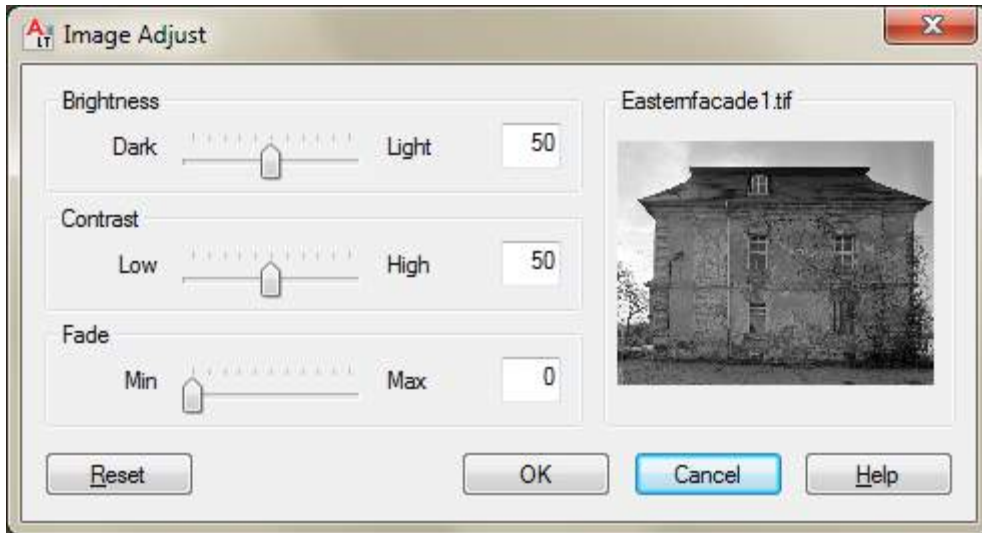 A LT Image Adjust
Brightness
Dark Light 50
Contrast
Low High 50
Fade
Min Max 0
Easternfacade1.tif
Reset OK Cancel Help